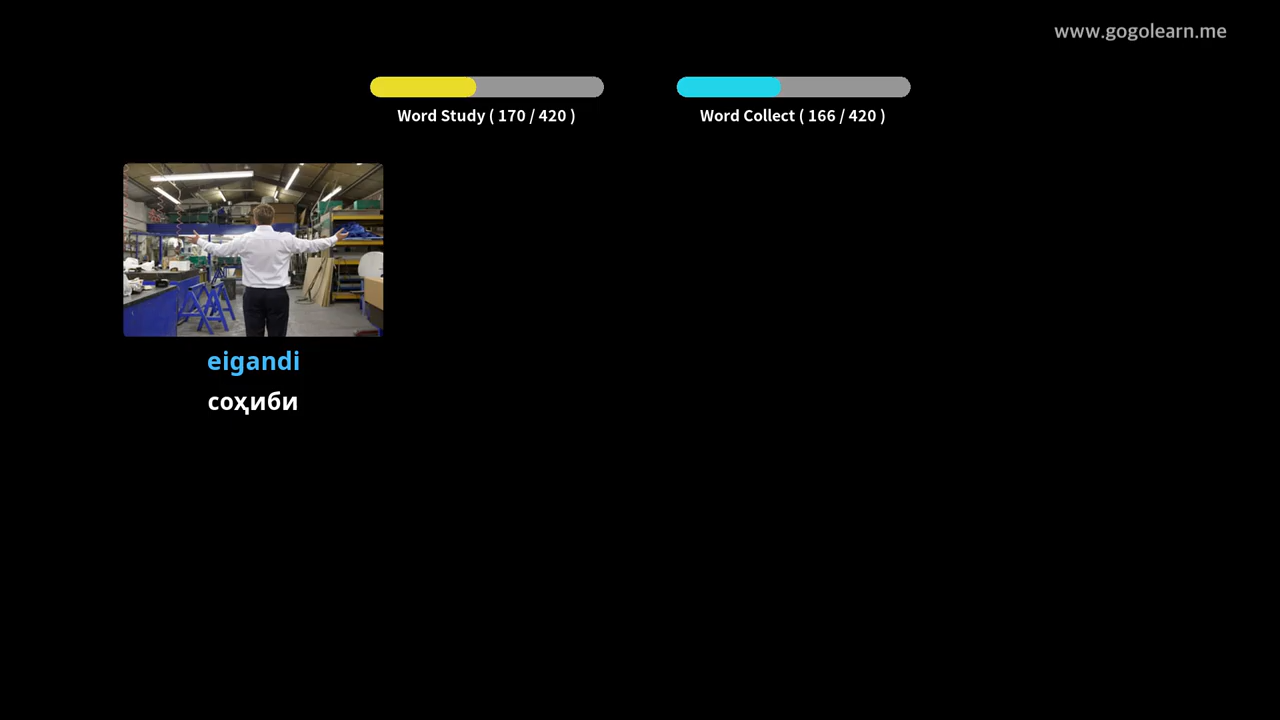 www.gogolearn.me
Word Study ( 170 / 420 )
Word Collect ( 166 / 420 )
eigandi
соҳиби